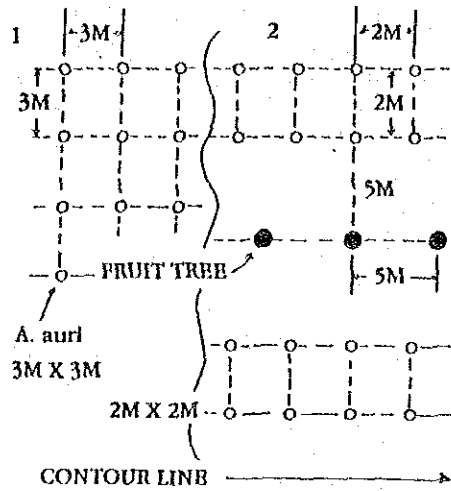 1 2
3M 2M
3M 2M
5M
FRUIT TREE
5M
A. auri
3M X 3M
2M X 2M
CONTOUR LINE